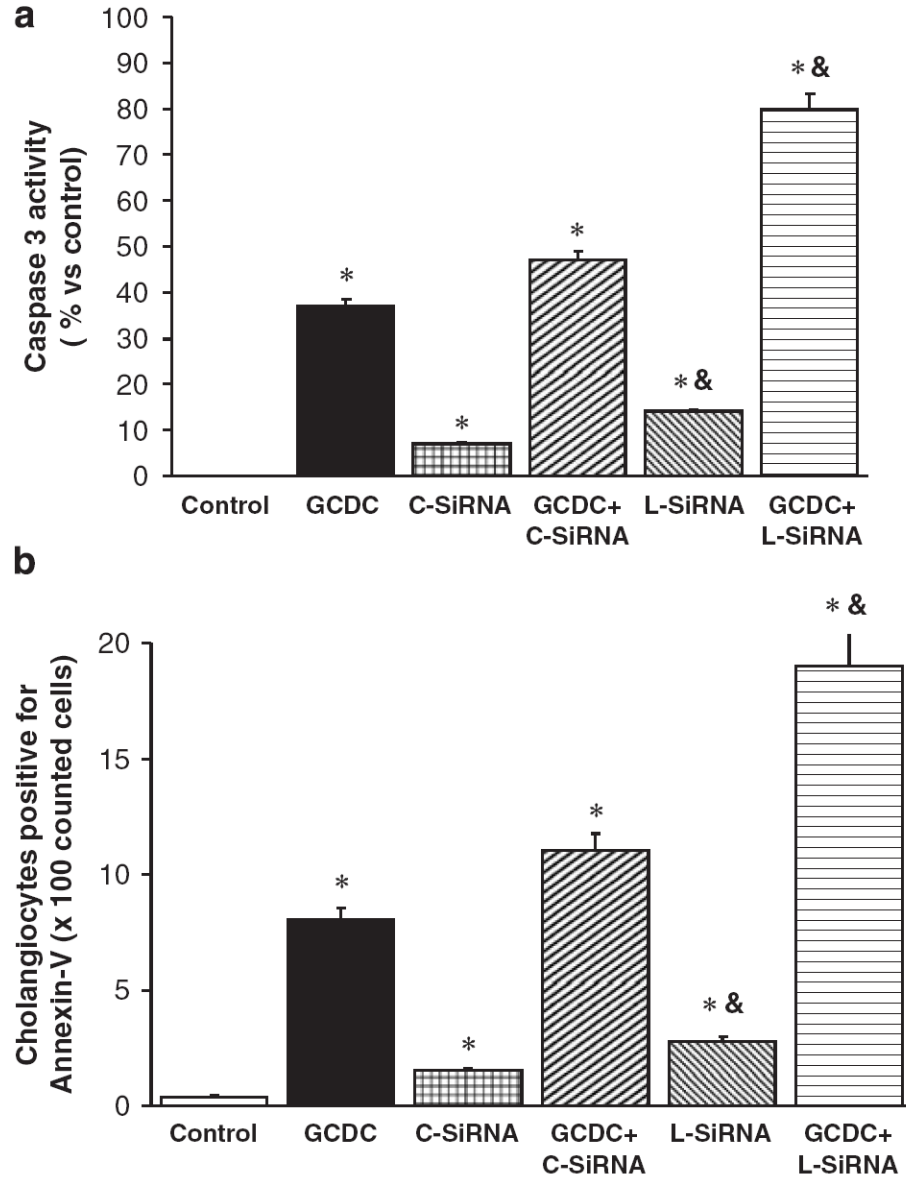 a
100
90
80
70
60
50
40
30
20
10
0
Caspase 3 activity
( % vs control)
*
*
*
* &
* &
Control GCDC C-SiRNA GCDC+ L-SiRNA GCDC+
C-SiRNA L-SiRNA
b
20
15
10
5
0
Cholangiocytes positive for
Annexin-V (x 100 counted cells)
*
*
*
* &
* &
Control GCDC C-SiRNA GCDC+ L-SiRNA GCDC+
C-SiRNA L-SiRNA